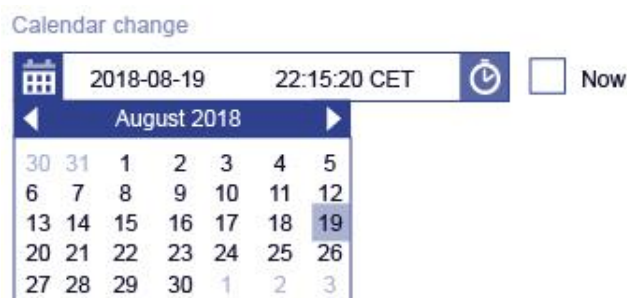 Calendar change
2018-08-19 22:15:20 CET Now
August 2018
30 31 1 2 3 4 5
6 7 8 9 10 11 12
13 14 15 16 17 18 19
20 21 22 23 24 25 26
27 28 29 30 1 2 3